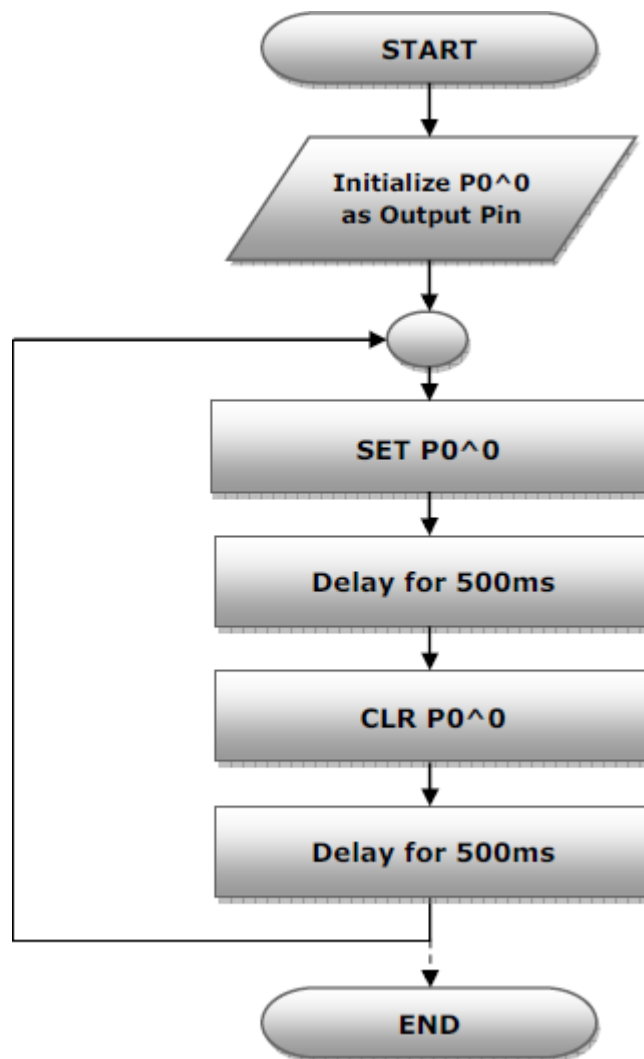 START
Initialize P0^0
as Output Pin
SET P0^0
Delay for 500ms
CLR P0^0
Delay for 500ms
END